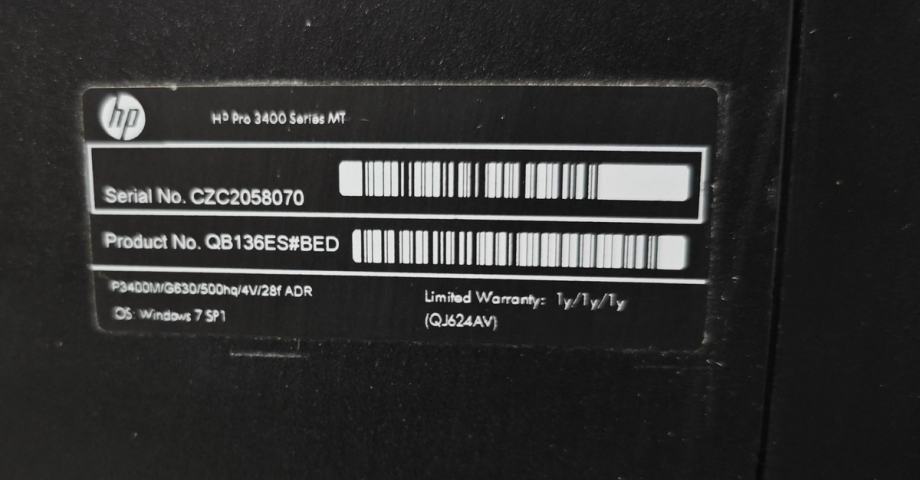 hp
HP Pro 3400 Series MT
Serial No. CZC2058070
Product No. QB136ES#BED
P3400M/G630/500hq/4V/28f ADR
OS: Windows 7 SP1
Limited Warranty: 1y/1y/1y
(QJ624AV)